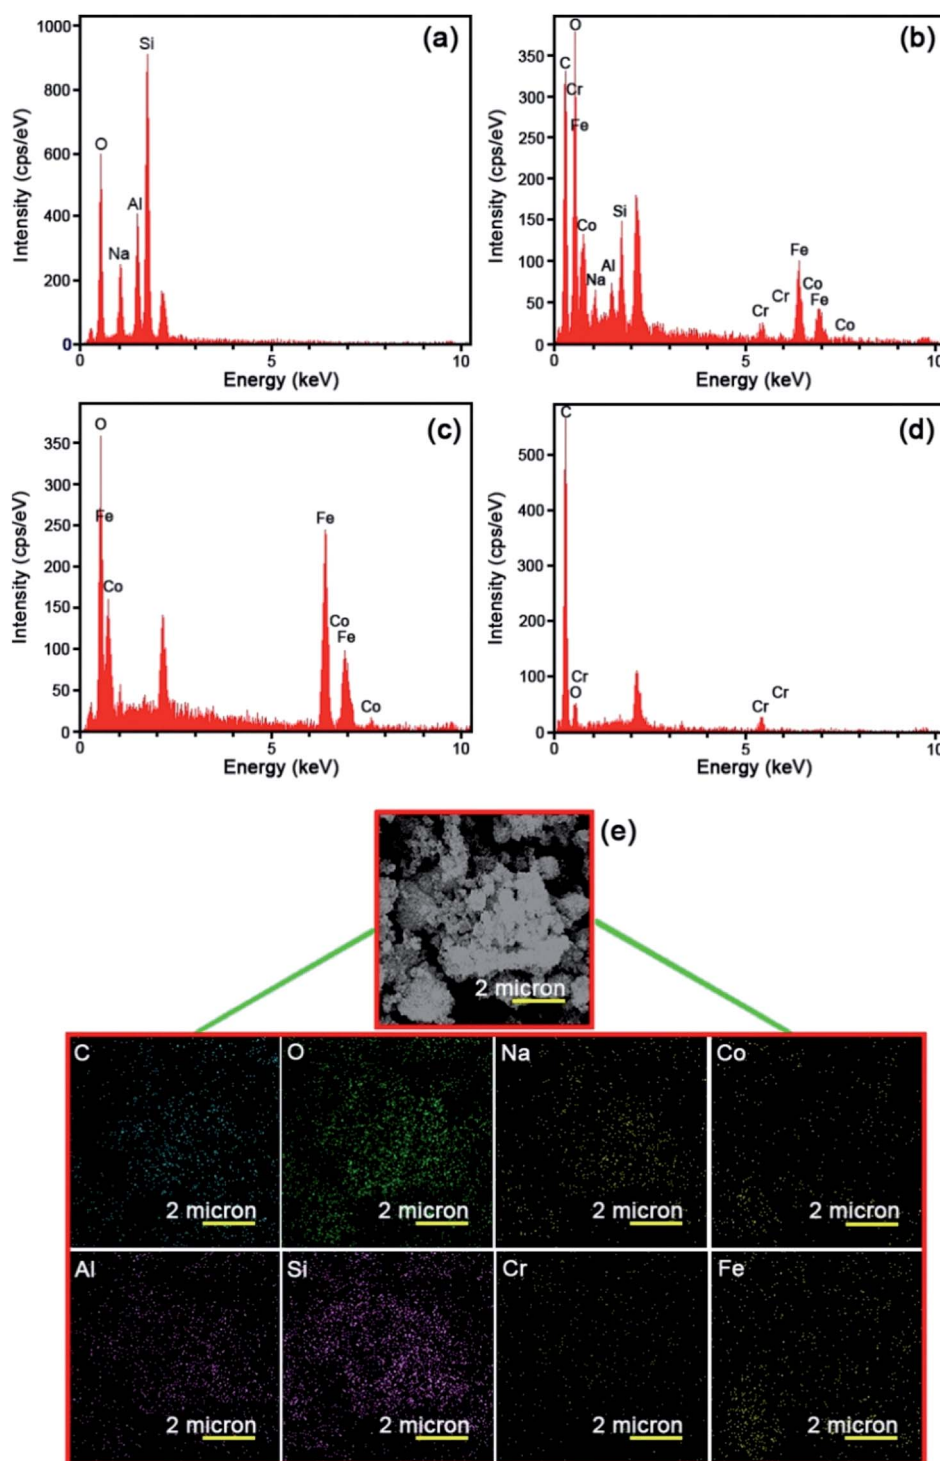 (a)
Intensity (cps/eV)
1000
800
600
400
200
0
Si
O
Al
Na
0
5
10
Energy (keV)
(b)
Intensity (cps/eV)
350
300
250
200
150
100
50
0
O
C
Cr
Fe
Co
Si
Na
Al
Cr
Cr
Fe
Co
Fe
Co
0
5
10
Energy (keV)
(c)
Intensity (cps/eV)
350
300
250
200
150
100
50
0
O
Fe
Co
Fe
Co
Fe
Co
0
5
10
Energy (keV)
(d)
Intensity (cps/eV)
500
400
300
200
100
0
C
Cr
O
Cr
Cr
0
5
10
Energy (keV)
(e)
2 micron
C
2 micron
O
2 micron
Na
2 micron
Co
2 micron
Al
2 micron
Si
2 micron
Cr
2 micron
Fe
2 micron